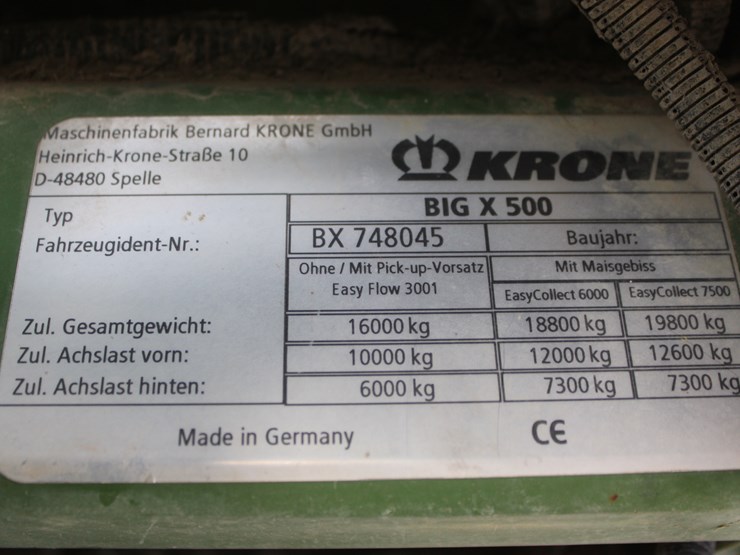 Maschinenfabrik Bernard KRONE GmbH
Heinrich-Krone-Straße 10
D-48480 Spelle
KRONE
Typ
BIG X 500
Fahrzeugident-Nr.:
BX 748045
Baujahr:
Ohne / Mit Pick-up-Vorsatz
Easy Flow 3001
Mit Maisgebiss
EasyCollect 6000
EasyCollect 7500
Zul. Gesamtgewicht: 16000 kg 18800 kg 19800 kg
Zul. Achslast vorn: 10000 kg 12000 kg 12600 kg
Zul. Achslast hinten: 6000 kg 7300 kg 7300 kg
Made in Germany
CE